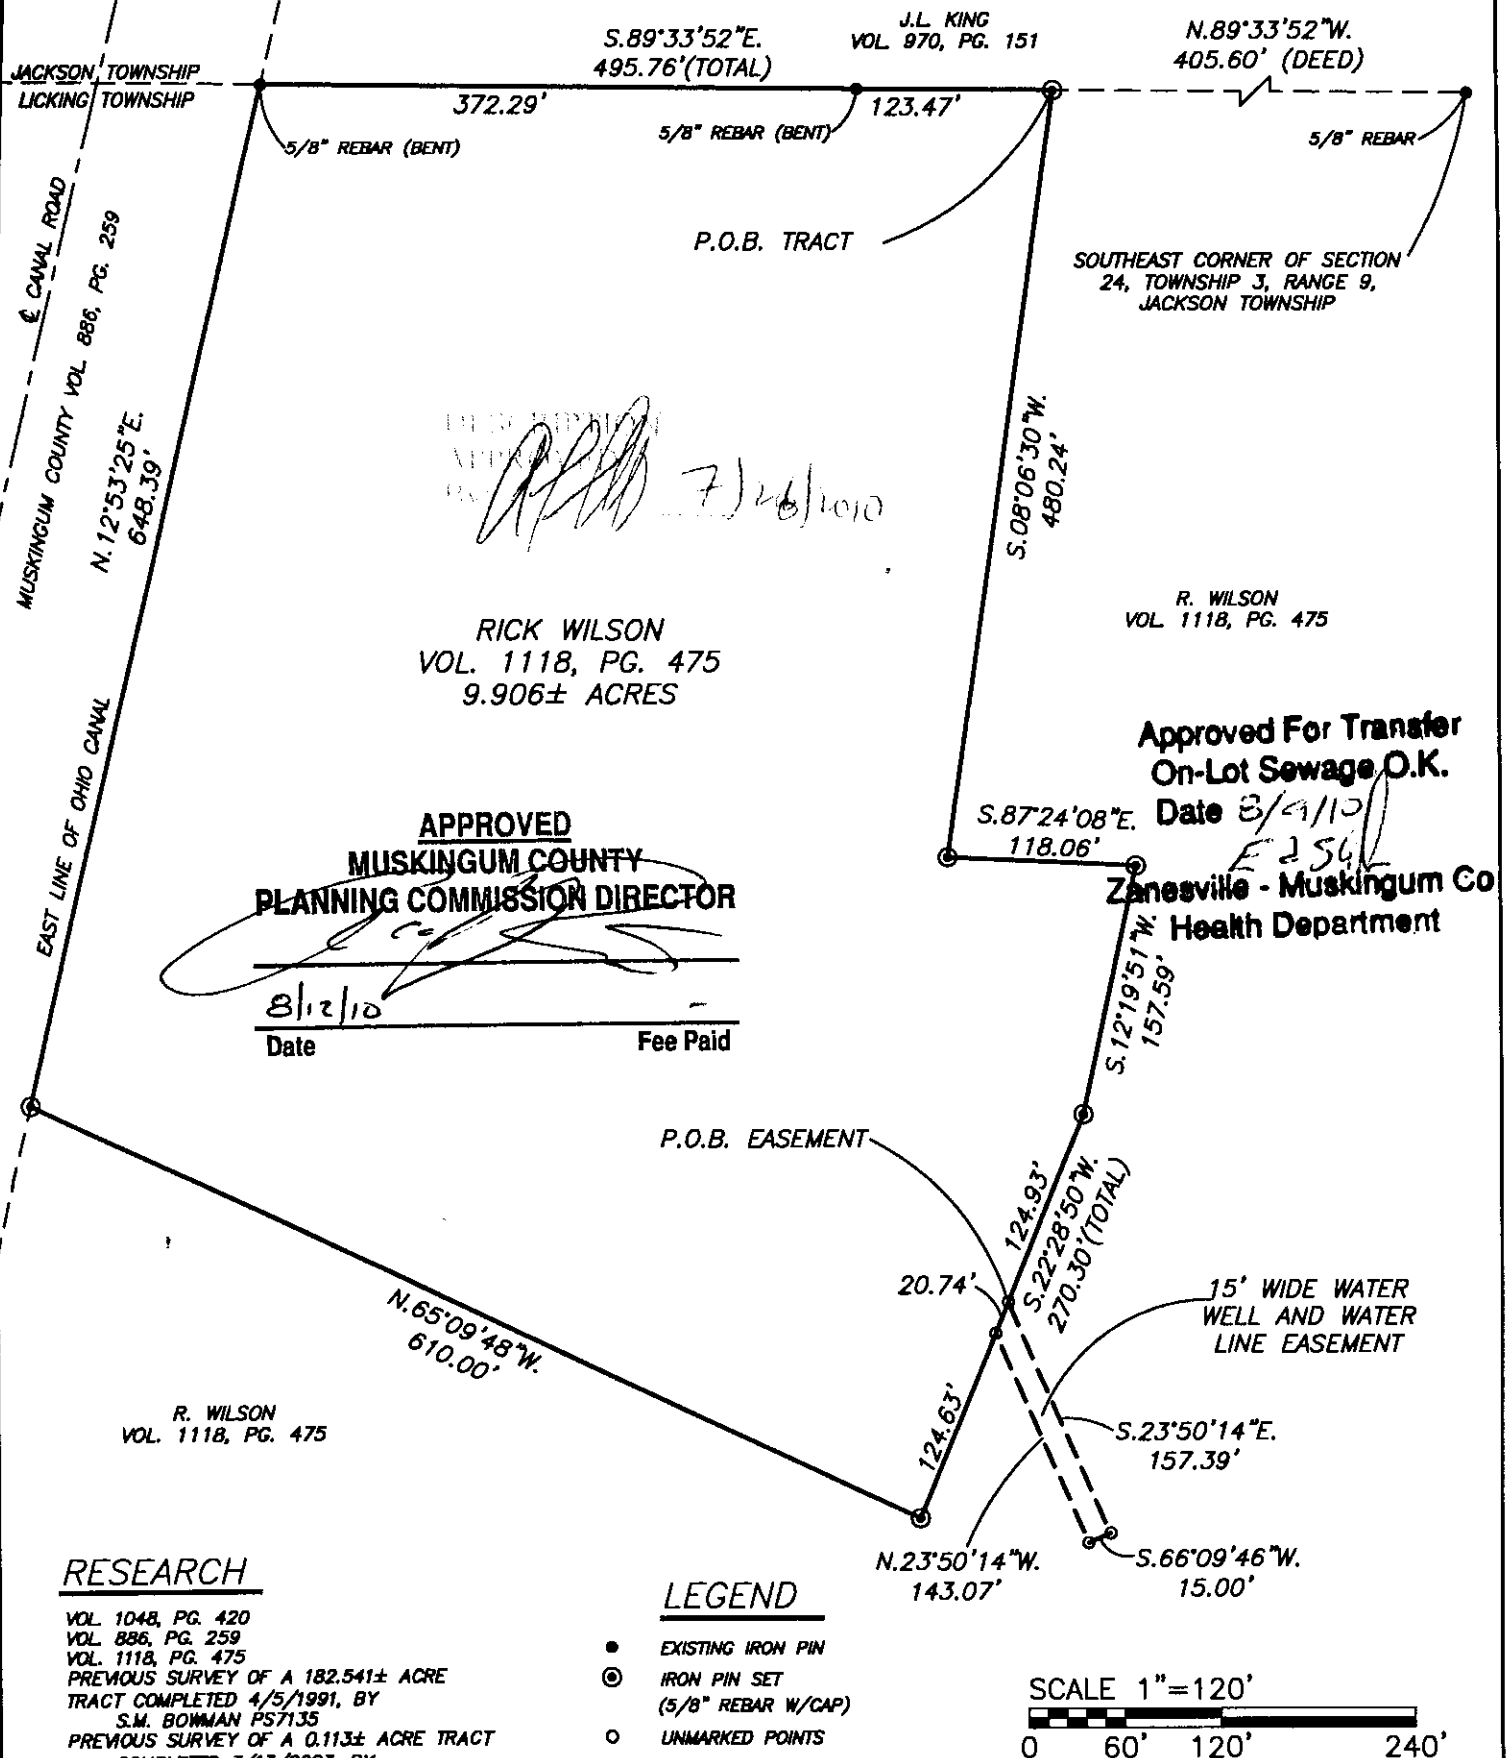 J.L. KING
VOL. 970, PG. 151
S.89°33'52"E.
495.76'(TOTAL)
N.89°33'52"W.
405.60' (DEED)
JACKSON TOWNSHIP
LICKING TOWNSHIP
372.29'
123.47'
5/8" REBAR (BENT)
5/8" REBAR (BENT)
5/8" REBAR
P.O.B. TRACT
SOUTHEAST CORNER OF SECTION
24, TOWNSHIP 3, RANGE 9,
JACKSON TOWNSHIP
℄ CANAL ROAD
MUSKINGUM COUNTY VOL. 886, PG. 259
N.12°53'25"E.
648.39'
EAST LINE OF OHIO CANAL
DESCRIPTION
APPROVED
7/26/2010
S.08°06'30"W.
480.24'
R. WILSON
VOL. 1118, PG. 475
RICK WILSON
VOL. 1118, PG. 475
9.906± ACRES
Approved For Transfer
On-Lot Sewage O.K.
Date 8/9/10
Zanesville - Muskingum Co
Health Department
S.87°24'08"E.
118.06'
APPROVED
MUSKINGUM COUNTY
PLANNING COMMISSION DIRECTOR
8/12/10 -
Date Fee Paid
S.12°19'51"W.
157.59'
P.O.B. EASEMENT
124.93'
S.22°28'50"W.
270.30'(TOTAL)
20.74'
15' WIDE WATER
WELL AND WATER
LINE EASEMENT
N.65°09'48"W.
610.00'
R. WILSON
VOL. 1118, PG. 475
124.63'
S.23°50'14"E.
157.39'
N.23°50'14"W.
143.07'
S.66°09'46"W.
15.00'
RESEARCH
VOL. 1048, PG. 420
VOL. 886, PG. 259
VOL. 1118, PG. 475
PREVIOUS SURVEY OF A 182.541± ACRE
TRACT COMPLETED 4/5/1991, BY
S.M. BOWMAN PS7135
PREVIOUS SURVEY OF A 0.113± ACRE TRACT
LEGEND
EXISTING IRON PIN
IRON PIN SET
(5/8" REBAR W/CAP)
UNMARKED POINTS
SCALE 1"=120'
0 60' 120' 240'